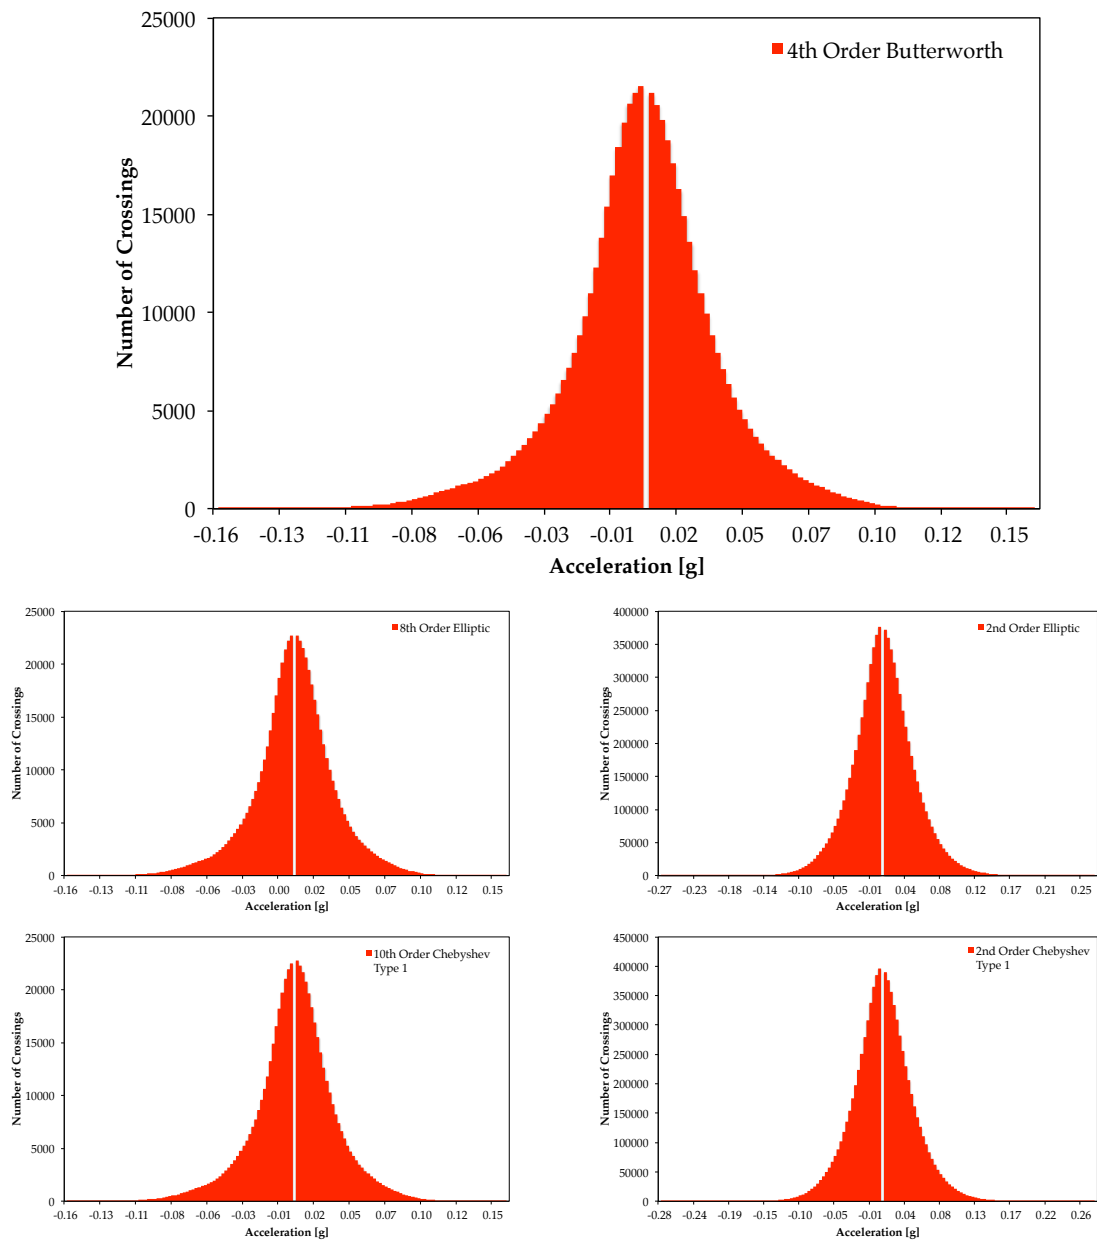 25000
20000
15000
10000
5000
0
Number of Crossings
4th Order Butterworth
-0.16 -0.13 -0.11 -0.08 -0.06 -0.03 -0.01 0.02 0.05 0.07 0.10 0.12 0.15
Acceleration [g]
25000
20000
15000
10000
5000
0
Number of Crossings
8th Order Elliptic
-0.16 -0.13 -0.11 -0.08 -0.06 -0.03 0.00 0.02 0.05 0.07 0.10 0.12 0.15
Acceleration [g]
400000
350000
300000
250000
200000
150000
100000
50000
0
Number of Crossings
2nd Order Elliptic
-0.27 -0.23 -0.18 -0.14 -0.10 -0.05 -0.01 0.04 0.08 0.12 0.17 0.21 0.25
Acceleration [g]
25000
20000
15000
10000
5000
0
Number of Crossings
10th Order Chebyshev
Type 1
-0.16 -0.13 -0.11 -0.08 -0.06 -0.03 -0.01 0.02 0.05 0.07 0.10 0.12 0.15
Acceleration [g]
450000
400000
350000
300000
250000
200000
150000
100000
50000
0
Number of Crossings
2nd Order Chebyshev
Type 1
-0.28 -0.24 -0.19 -0.15 -0.10 -0.05 -0.01 0.04 0.08 0.13 0.17 0.22 0.26
Acceleration [g]